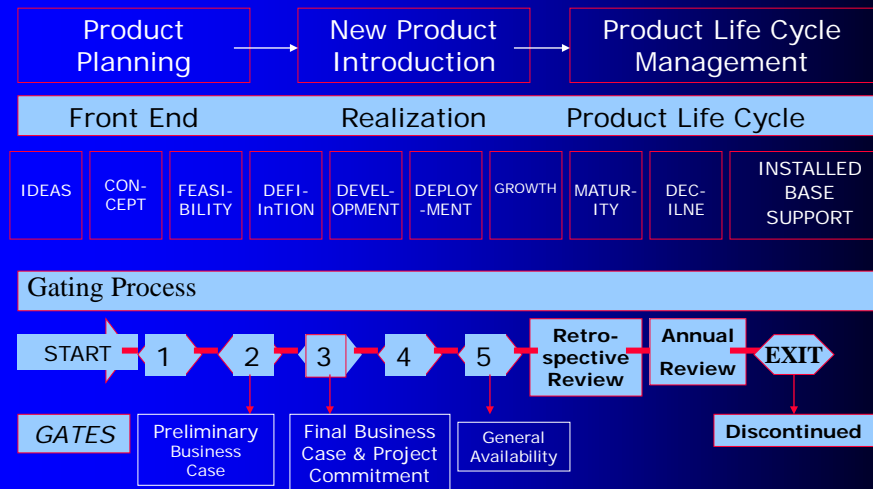 Product
Planning
New Product
Introduction
Product Life Cycle
Management
Front End
Realization
Product Life Cycle
IDEAS
CON-
CEPT
FEASI-
BILITY
DEFI-
InTION
DEVEL-
OPMENT
DEPLOY
-MENT
GROWTH
MATUR-
ITY
DEC-
ILNE
INSTALLED
BASE
SUPPORT
Gating Process
START
1
2
3
4
5
Retro-
spective
Review
Annual
Review
EXIT
GATES
Preliminary
Business
Case
Final Business
Case & Project
Commitment
General
Availability
Discontinued